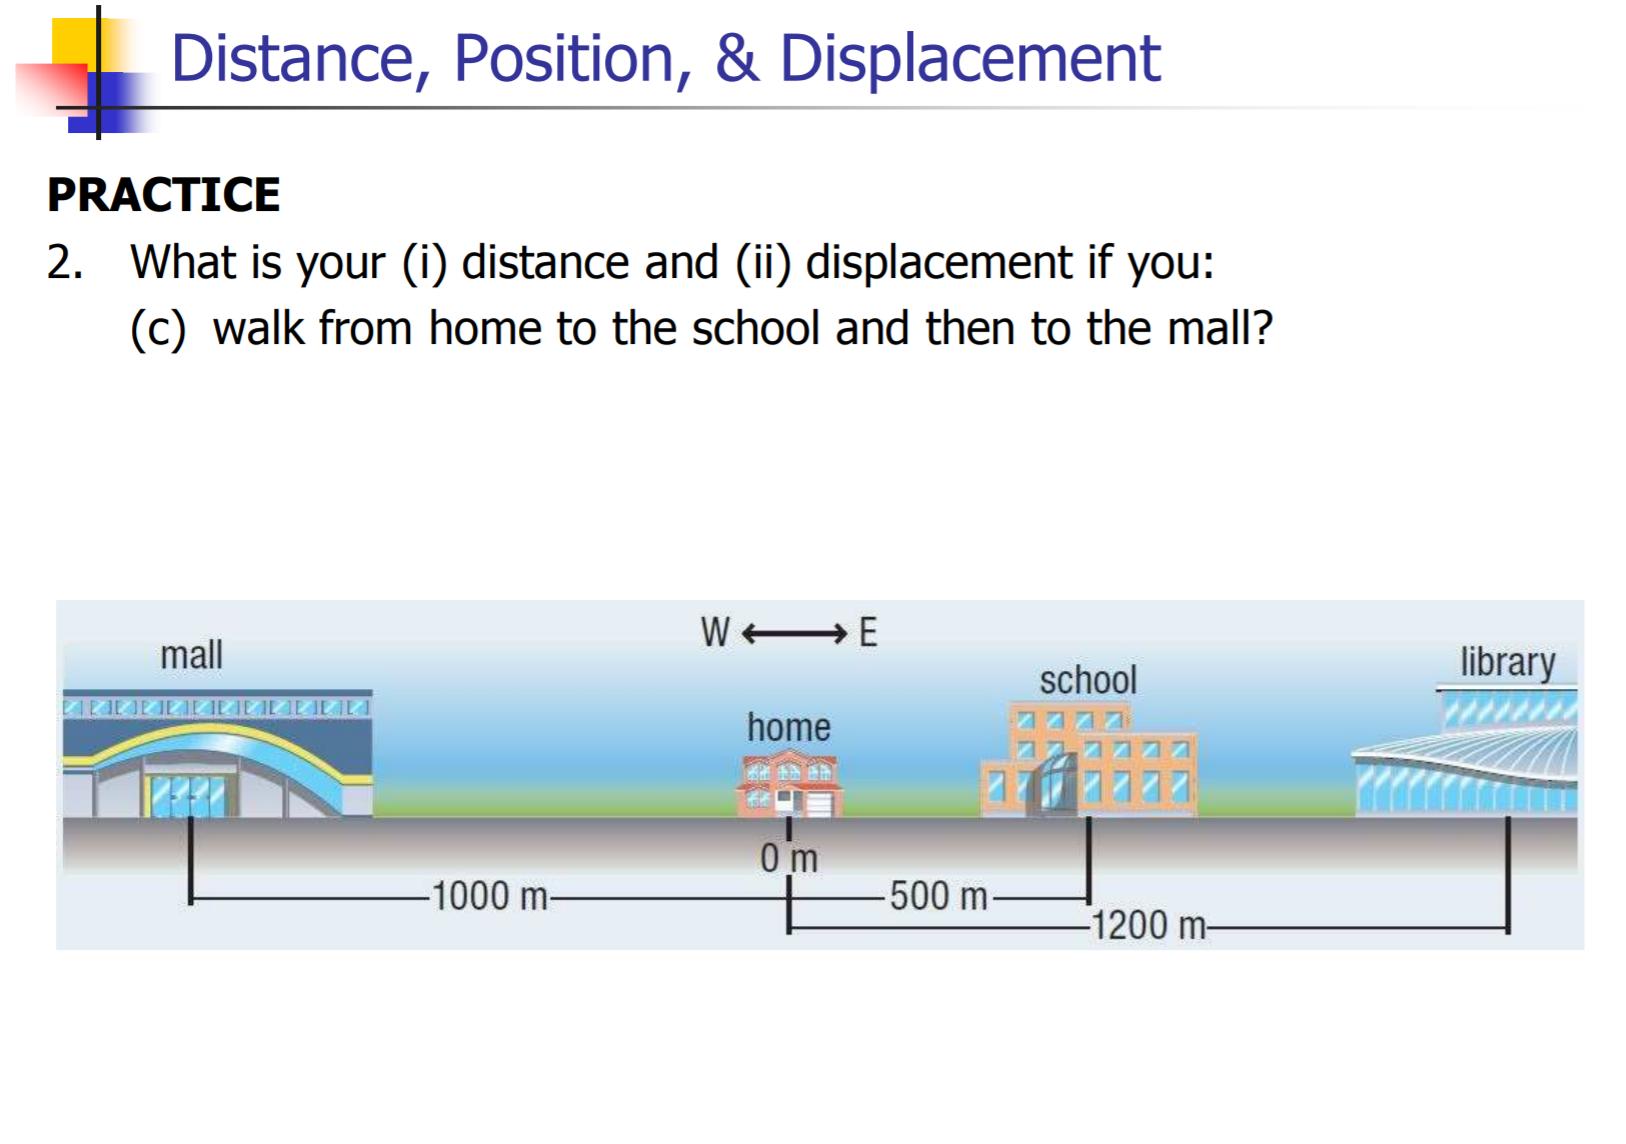 Distance, Position, & Displacement
PRACTICE
2. What is your (i) distance and (ii) displacement if you:
(c) walk from home to the school and then to the mall?
W E
mall
library
school
home
0 m
1000 m
500 m
1200 m